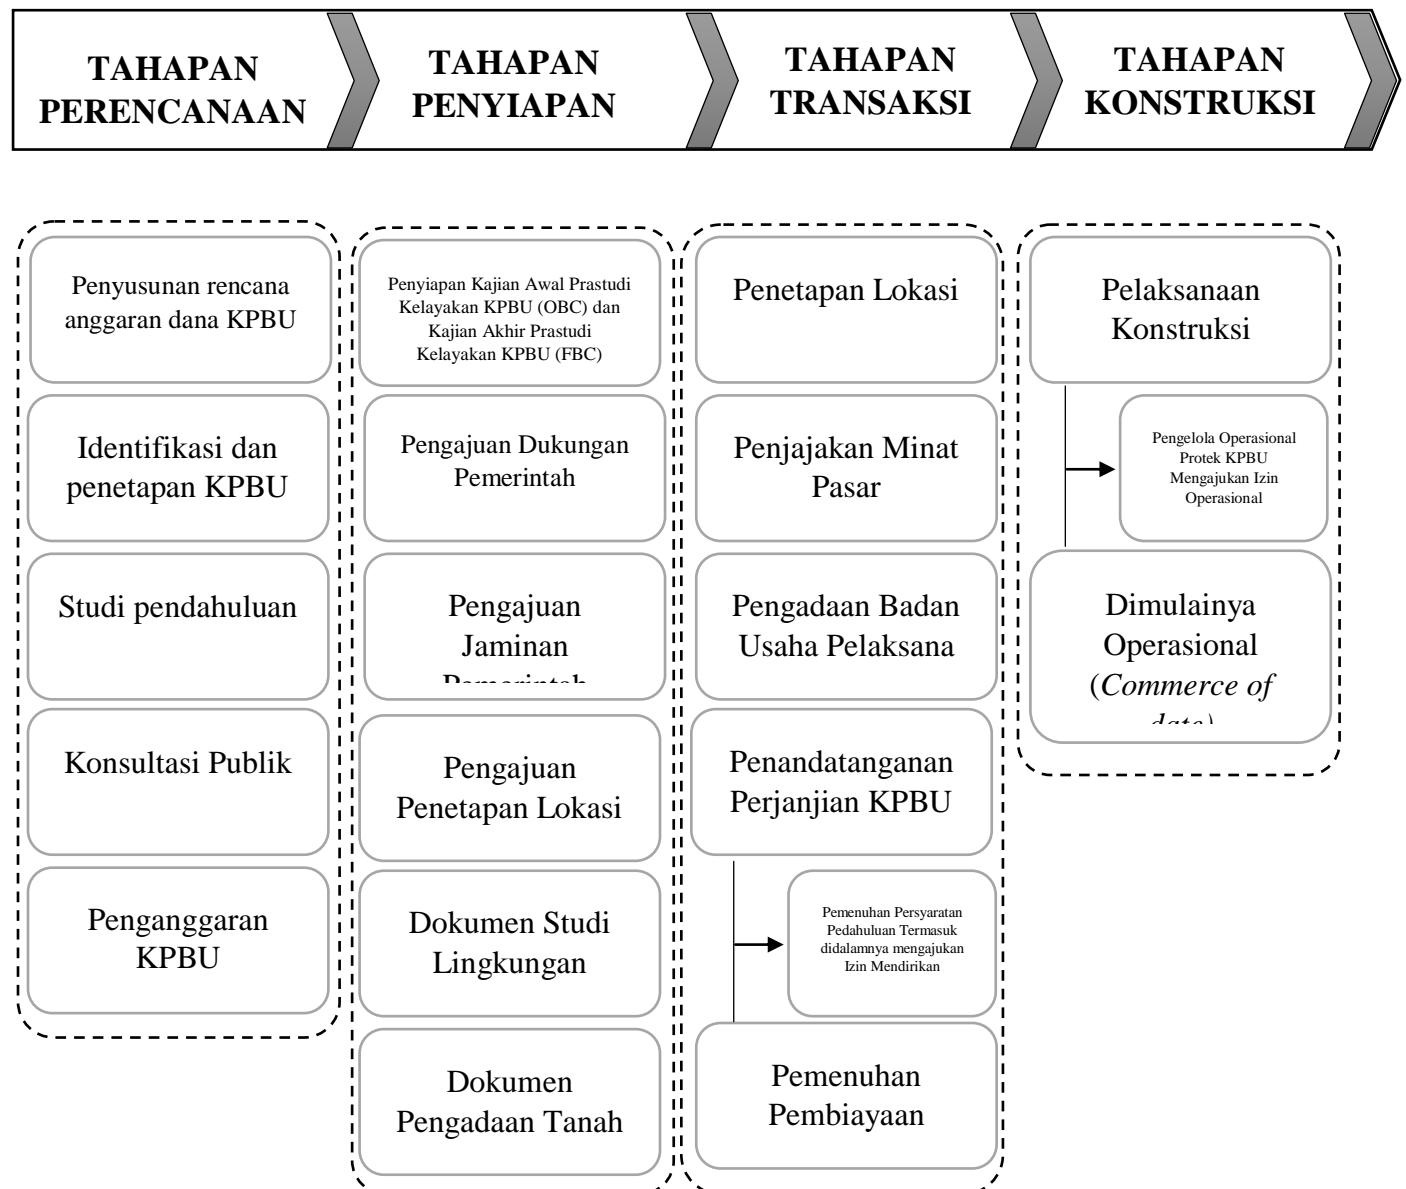 TAHAPAN
PERENCANAAN
TAHAPAN
PENYIAPAN
TAHAPAN
TRANSAKSI
TAHAPAN
KONSTRUKSI
Penyusunan rencana
anggaran dana KPBU
Identifikasi dan
penetapan KPBU
Studi pendahuluan
Konsultasi Publik
Penganggaran
KPBU
Penyiapan Kajian Awal Prastudi
Kelayakan KPBU (OBC) dan
Kajian Akhir Prastudi
Kelayakan KPBU (FBC)
Pengajuan Dukungan
Pemerintah
Pengajuan
Jaminan
Pemerintah
Pengajuan
Penetapan Lokasi
Dokumen Studi
Lingkungan
Dokumen
Pengadaan Tanah
Penetapan Lokasi
Penjajakan Minat
Pasar
Pengadaan Badan
Usaha Pelaksana
Penandatanganan
Perjanjian KPBU
Pemenuhan Persyaratan
Pedahuluan Termasuk
didalamnya mengajukan
Izin Mendirikan
Pemenuhan
Pembiayaan
Pelaksanaan
Konstruksi
Pengelola Operasional
Protek KPBU
Mengajukan Izin
Operasional
Dimulainya
Operasional
(Commerce of
date)